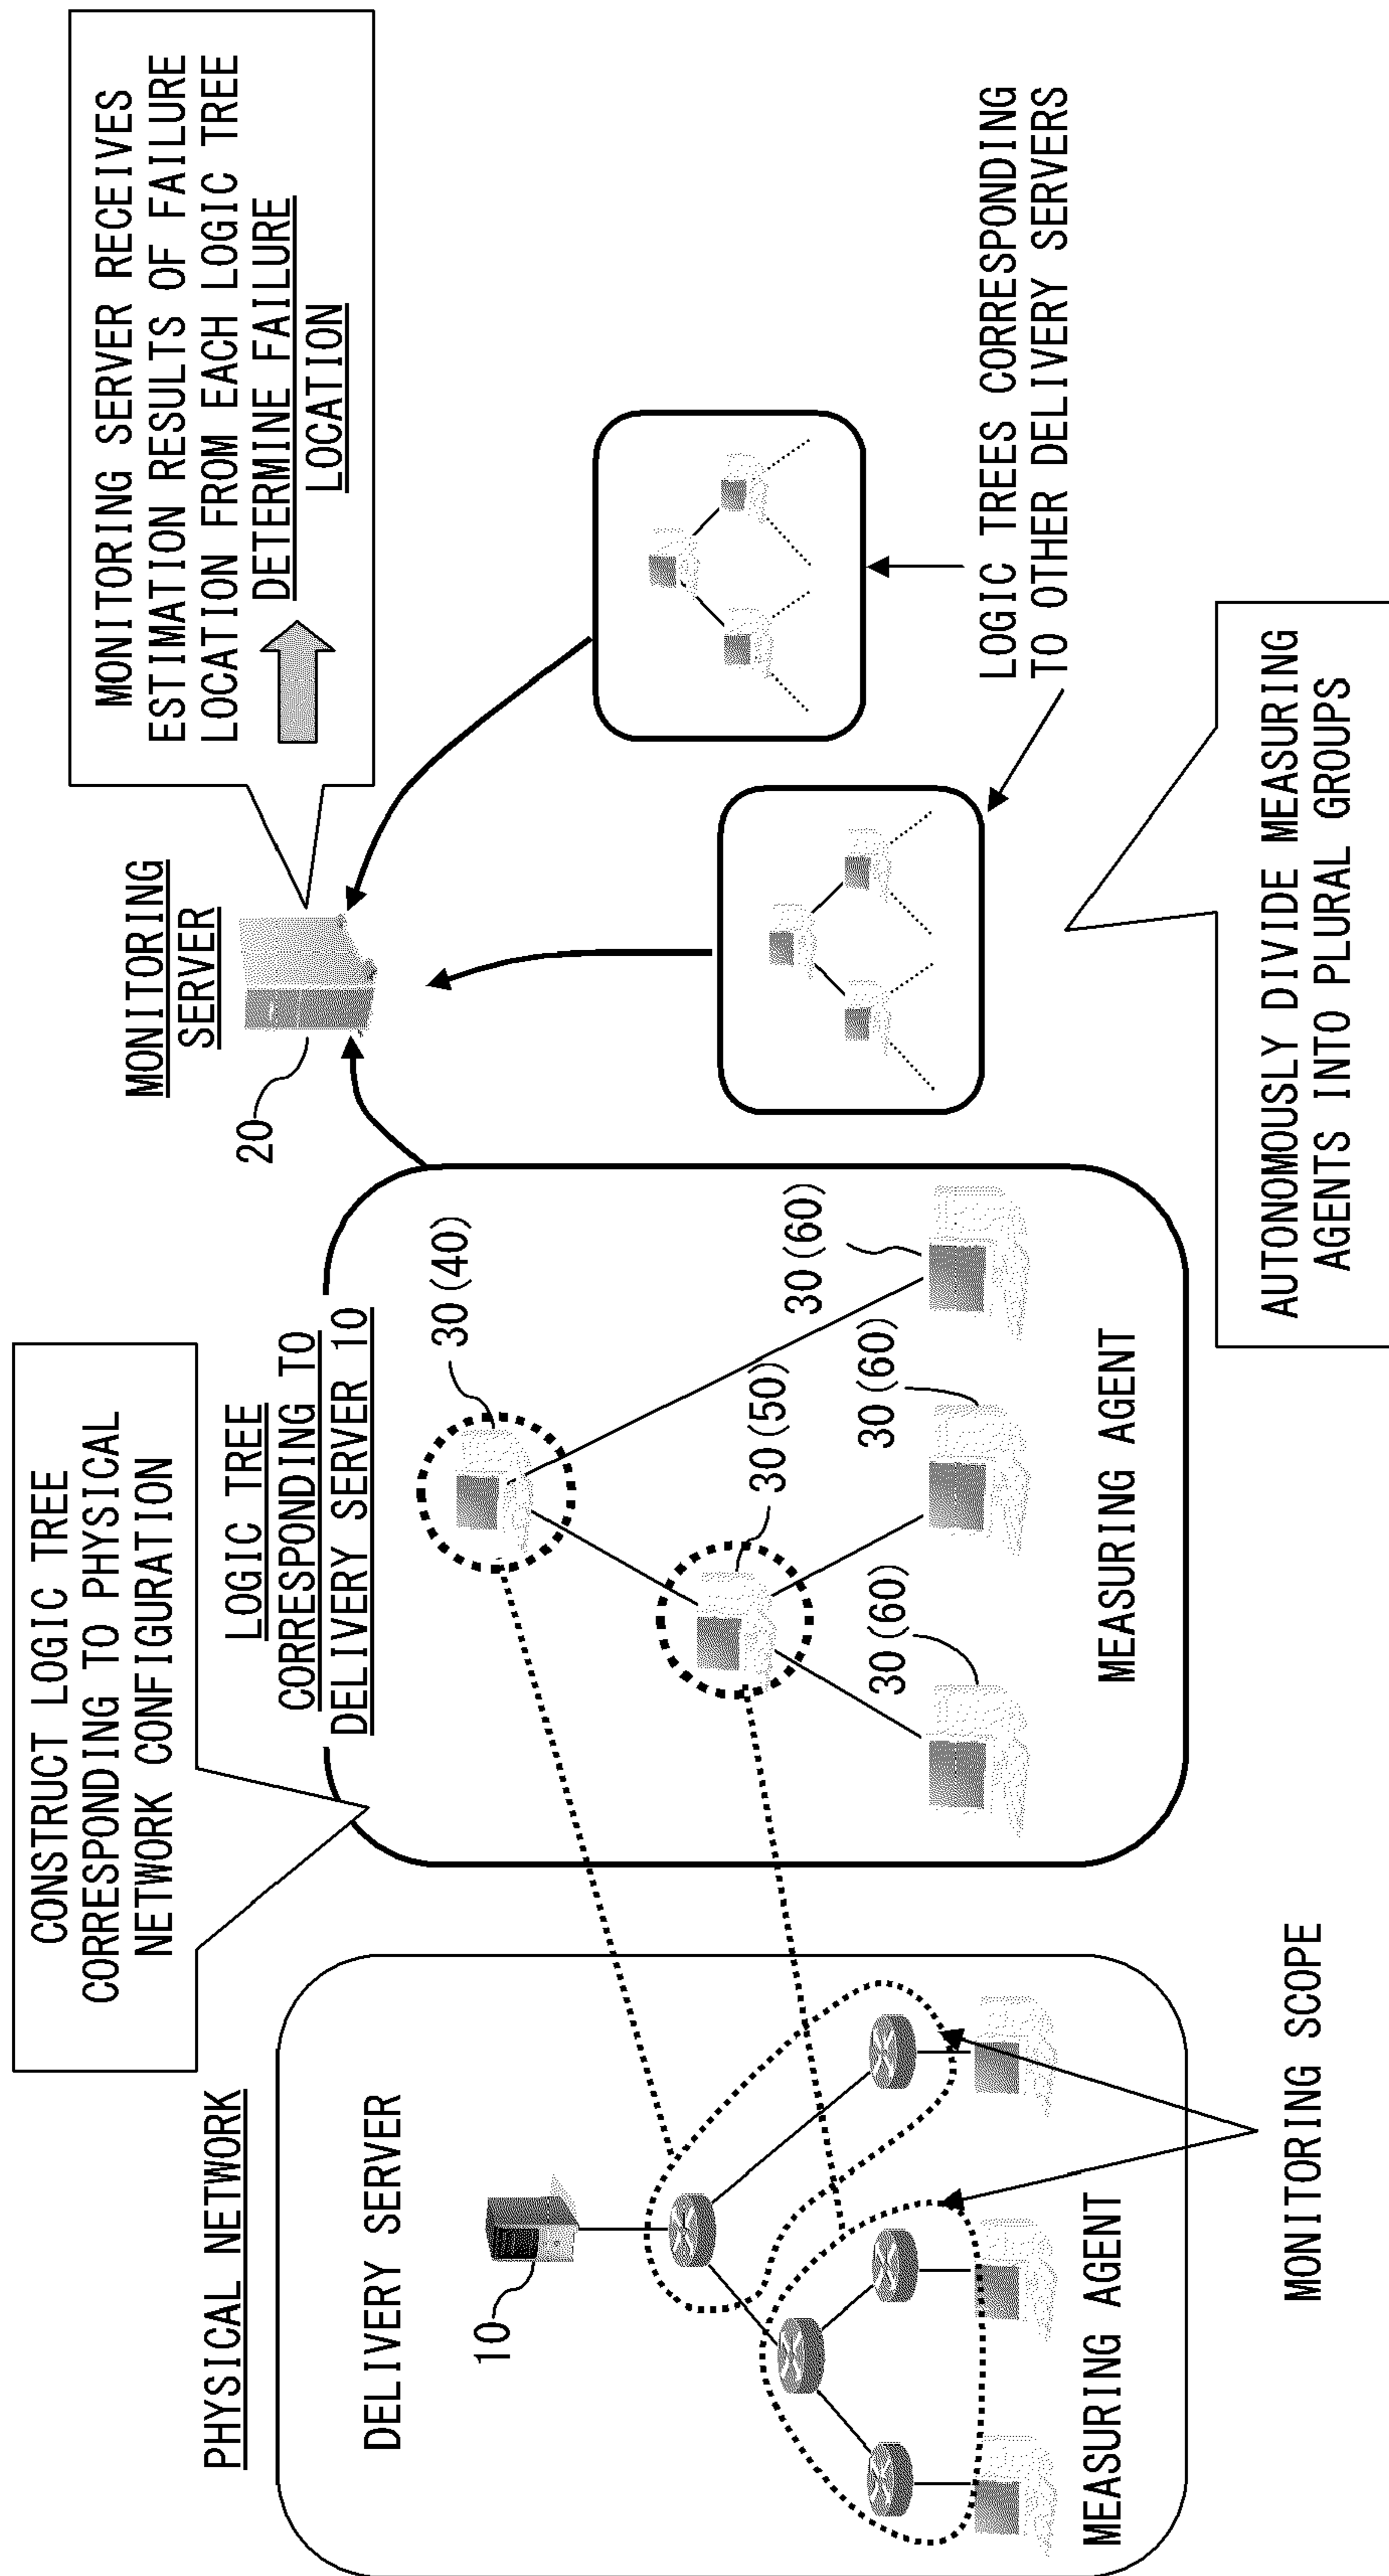 PHYSICAL NETWORK
DELIVERY SERVER
10
MEASURING AGENT
MONITORING SCOPE
CONSTRUCT LOGIC TREE
CORRESPONDING TO PHYSICAL
NETWORK CONFIGURATION
LOGIC TREE
CORRESPONDING TO
DELIVERY SERVER 10
30(40)
30(50)
30(60)
30(60)
30(60)
MEASURING AGENT
MONITORING
SERVER
20
MONITORING SERVER RECEIVES
ESTIMATION RESULTS OF FAILURE
LOCATION FROM EACH LOGIC TREE
DETERMINE FAILURE
LOCATION
LOGIC TREES CORRESPONDING
TO OTHER DELIVERY SERVERS
AUTONOMOUSLY DIVIDE MEASURING
AGENTS INTO PLURAL GROUPS